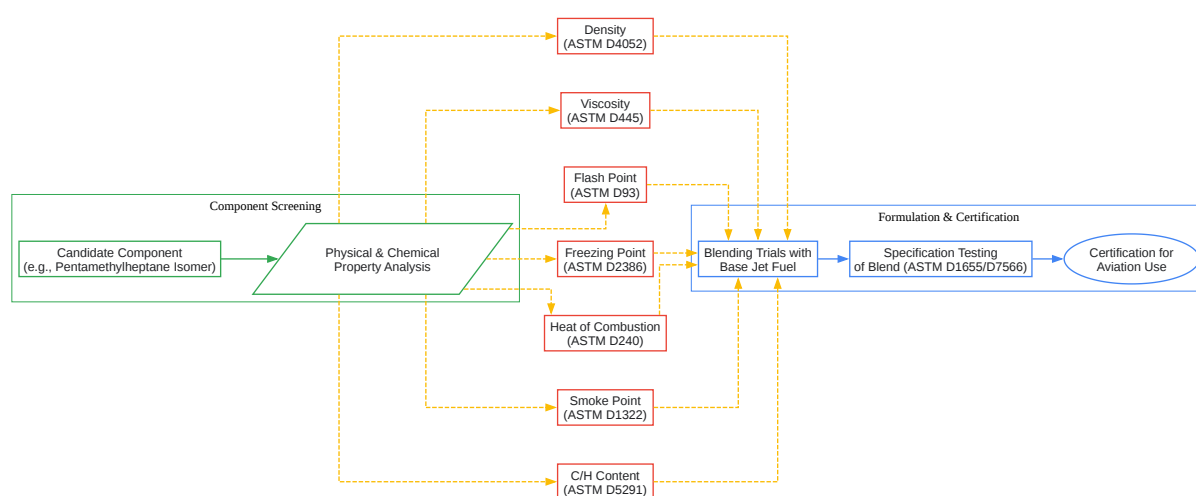 Density
(ASTM D4052)
Viscosity
(ASTM D445)
Flash Point
(ASTM D93)
Component Screening
Formulation & Certification
Candidate Component
(e.g., Pentamethylheptane Isomer)
Physical & Chemical
Property Analysis
Freezing Point
(ASTM D2386)
Blending Trials with
Base Jet Fuel
Specification Testing
of Blend (ASTM D1655/D7566)
Certification for
Aviation Use
Heat of Combustion
(ASTM D240)
Smoke Point
(ASTM D1322)
C/H Content
(ASTM D5291)